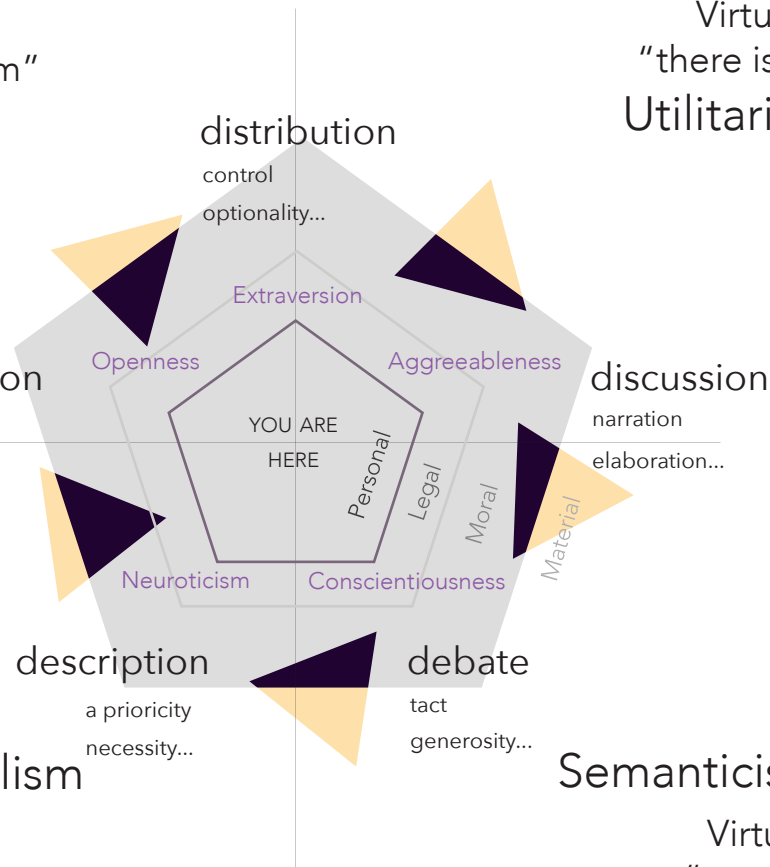 Virtu
m”
“there is
Utilitari
distribution
control
optionality...
Extraversion
Openness
Aggreeableness
on
discussion
narration
elaboration...
YOU ARE
HERE
Personal
Legal
Moral
Material
Neuroticism
Conscientiousness
description
a prioricity
necessity...
debate
tact
generosity...
lism
Semanticis
Virtu
“